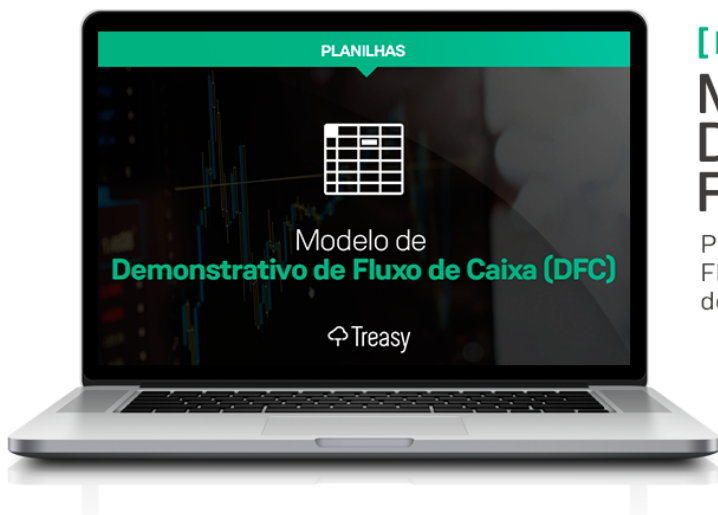 PLANILHAS
Modelo de
Demonstrativo de Fluxo de Caixa (DFC)
Treasy